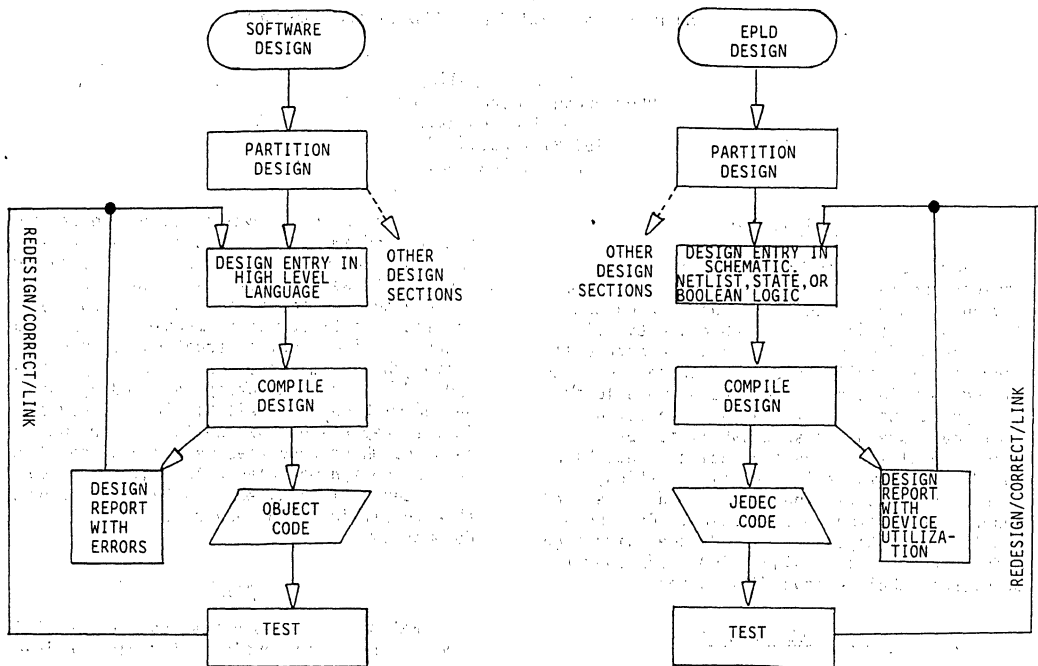 SOFTWARE
DESIGN
PARTITION
DESIGN
DESIGN ENTRY IN
HIGH LEVEL
LANGUAGE
OTHER
DESIGN
SECTIONS
COMPILE
DESIGN
DESIGN
REPORT
WITH
ERRORS
OBJECT
CODE
TEST
REDESIGN/CORRECT/LINK
EPLD
DESIGN
PARTITION
DESIGN
OTHER
DESIGN
SECTIONS
DESIGN ENTRY IN
SCHEMATIC.
NETLIST,STATE,OR
BOOLEAN LOGIC
COMPILE
DESIGN
JEDEC
CODE
DESIGN
REPORT
WITH
DEVICE
UTILIZA-
TION
TEST
REDESIGN/CORRECT/LINK